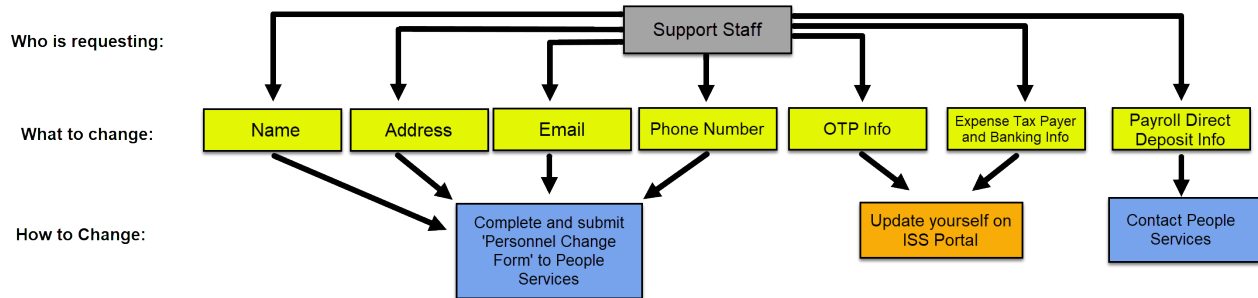 Who is requesting:
Support Staff
What to change:
Name
Address
Email
Phone Number
OTP Info
Expense Tax Payer
and Banking Info
Payroll Direct
Deposit Info
How to Change:
Complete and submit
'Personnel Change
Form' to People
Services
Update yourself on
ISS Portal
Contact People
Services